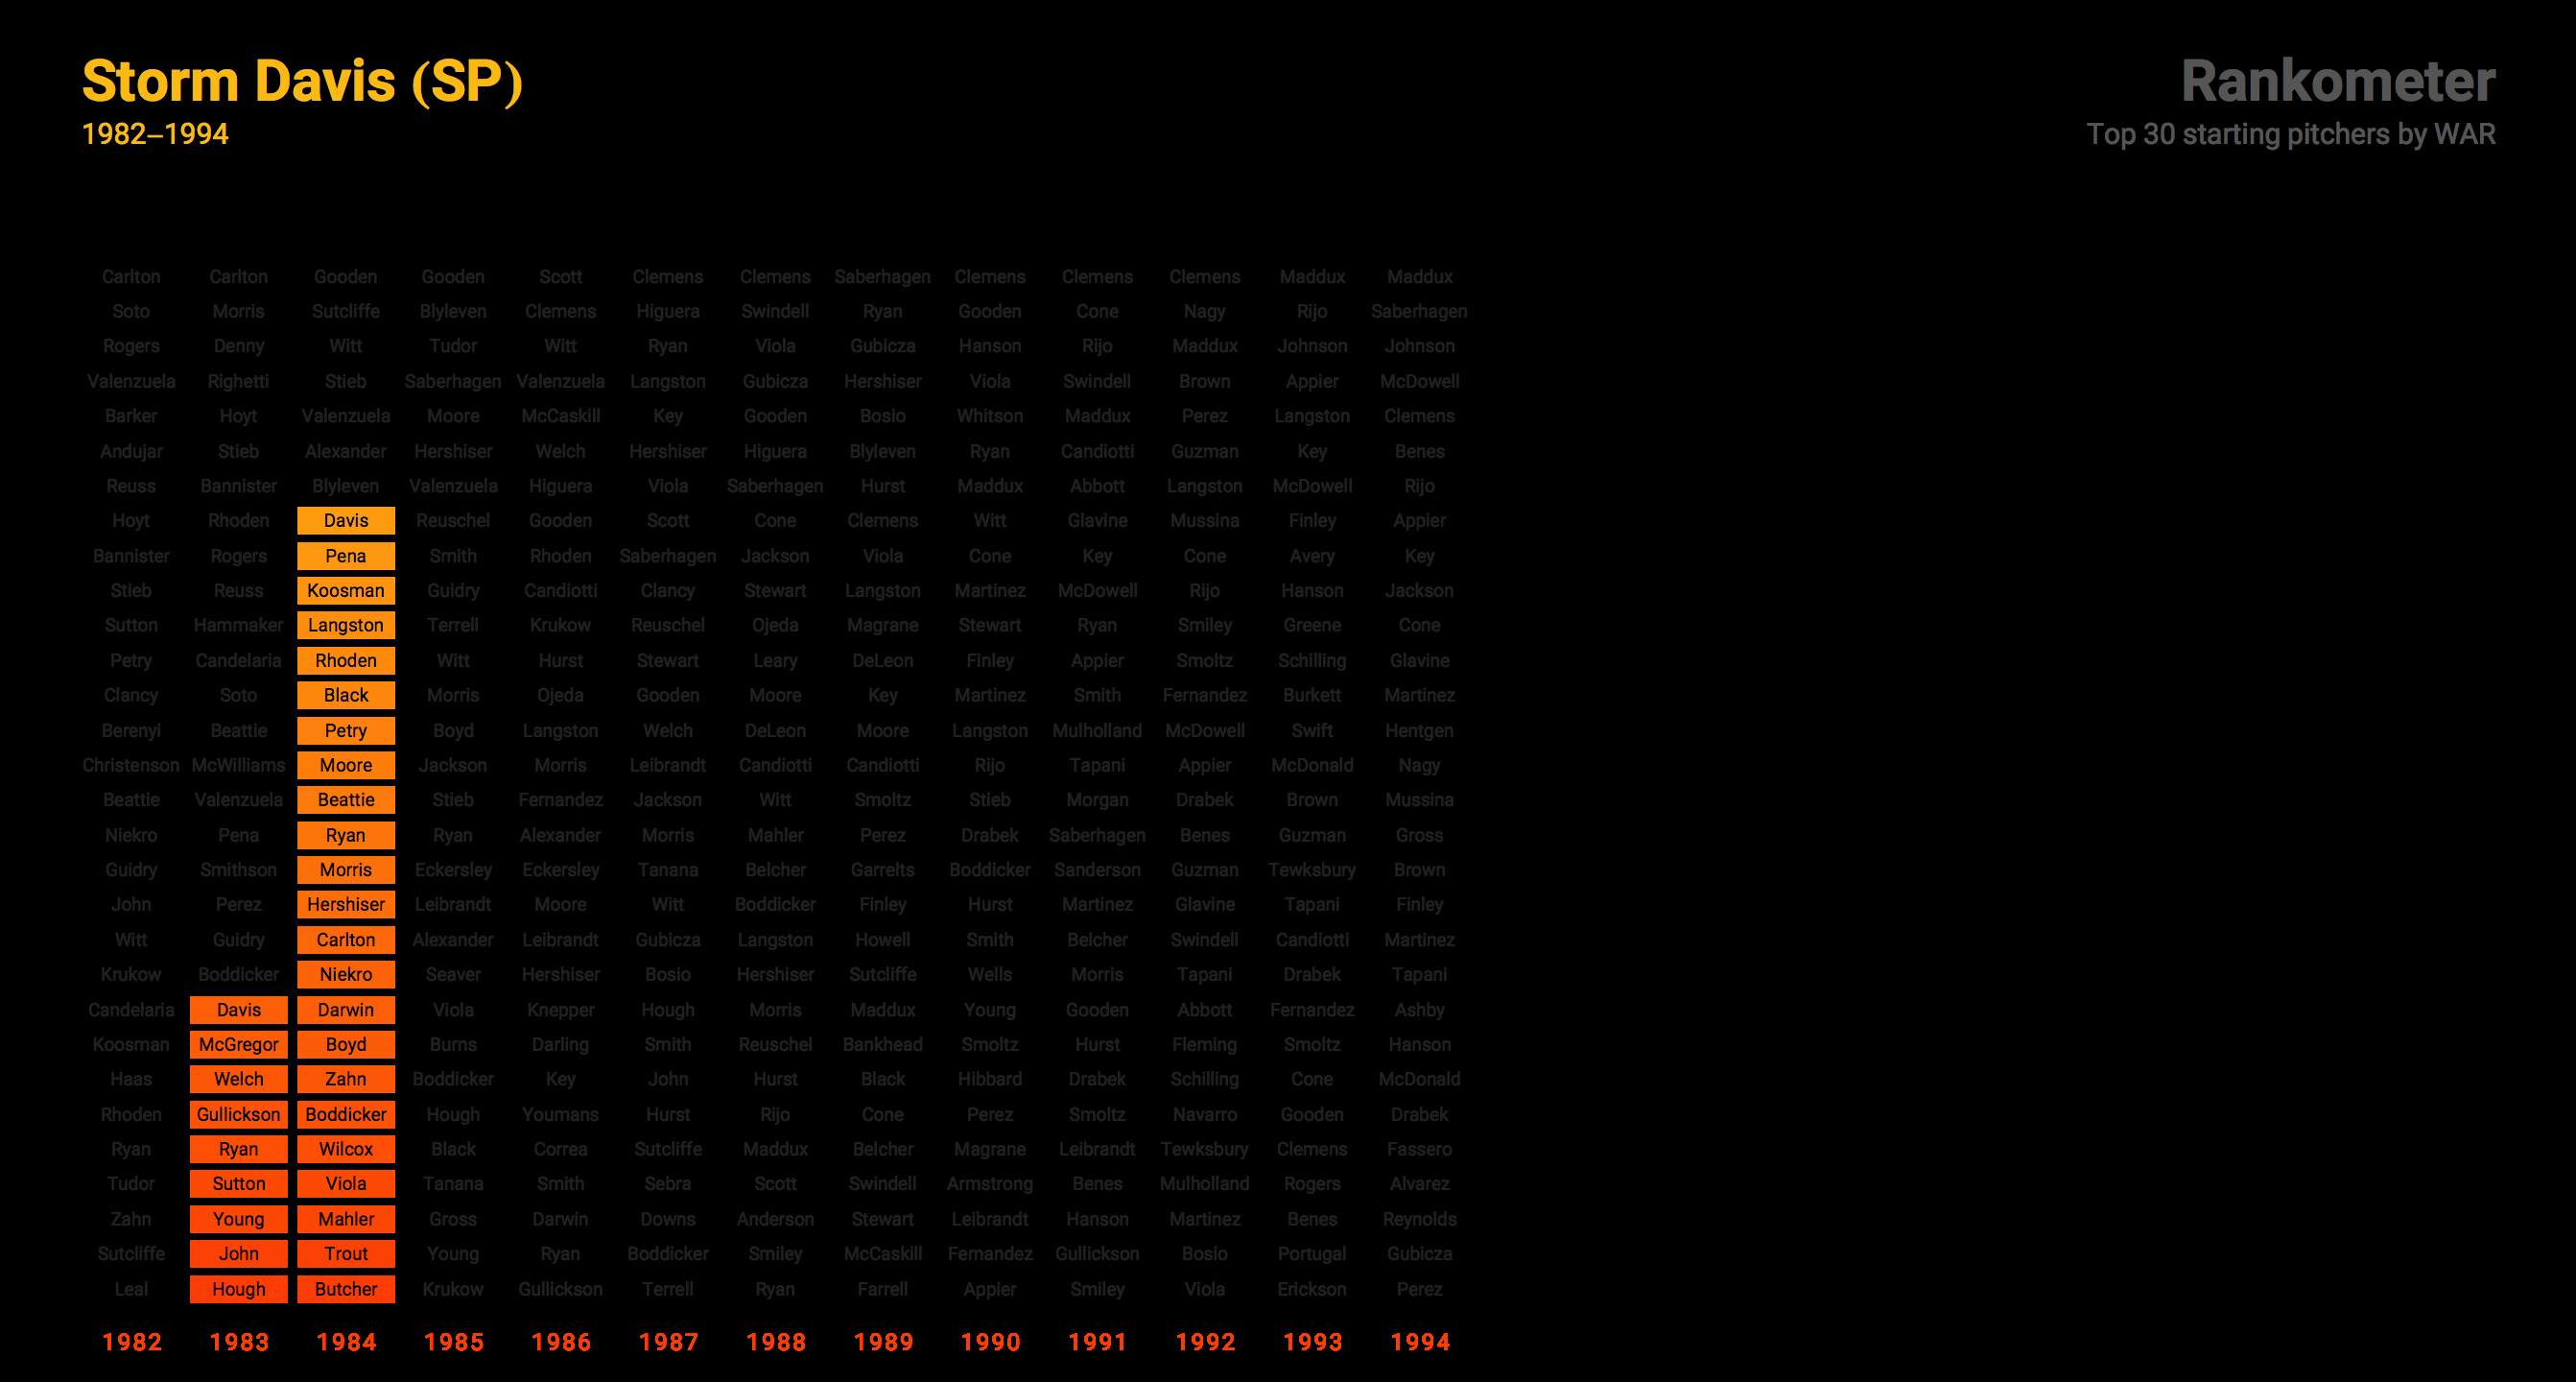 Storm Davis (SP)
1982–1994
Rankometer
Top 30 starting pitchers by WAR
Carlton Carlton Gooden Gooden Scott Clemens Clemens Saberhagen Clemens Clemens Clemens Maddux Maddux
Soto Morris Sutcliffe Blyleven Clemens Higuera Swindell Ryan Gooden Cone Nagy Rijo Saberhagen
Rogers Denny Witt Tudor Witt Ryan Viola Gubicza Hanson Rijo Maddux Johnson Johnson
Valenzuela Righetti Stieb Saberhagen Valenzuela Langston Gubicza Hershiser Viola Swindell Brown Appier McDowell
Barker Hoyt Valenzuela Moore McCaskill Key Gooden Bosio Whitson Maddux Perez Langston Clemens
Andujar Stieb Alexander Hershiser Welch Hershiser Higuera Blyleven Ryan Candiotti Guzman Key Benes
Reuss Bannister Blyleven Valenzuela Higuera Viola Saberhagen Hurst Maddux Abbott Langston McDowell Rijo
Hoyt Rhoden Davis Reuschel Gooden Scott Cone Clemens Witt Glavine Mussina Finley Appier
Bannister Rogers Pena Smith Rhoden Saberhagen Jackson Viola Cone Key Cone Avery Key
Stieb Reuss Koosman Guidry Candiotti Clancy Stewart Langston Martinez McDowell Rijo Hanson Jackson
Sutton Hammaker Langston Terrell Krukow Reuschel Ojeda Magrane Stewart Ryan Smiley Greene Cone
Petry Candelaria Rhoden Witt Hurst Stewart Leary DeLeon Finley Appier Smoltz Schilling Glavine
Clancy Soto Black Morris Ojeda Gooden Moore Key Martinez Smith Fernandez Burkett Martinez
Berenyi Beattie Petry Boyd Langston Welch DeLeon Moore Langston Mulholland McDowell Swift Hentgen
Christenson McWilliams Moore Jackson Morris Leibrandt Candiotti Candiotti Rijo Tapani Appier McDonald Nagy
Beattie Valenzuela Beattie Stieb Fernandez Jackson Witt Smoltz Stieb Morgan Drabek Brown Mussina
Niekro Pena Ryan Ryan Alexander Morris Mahler Perez Drabek Saberhagen Benes Guzman Gross
Guidry Smithson Morris Eckersley Eckersley Tanana Belcher Garrelts Boddicker Sanderson Guzman Tewksbury Brown
John Perez Hershiser Leibrandt Moore Witt Boddicker Finley Hurst Martinez Glavine Tapani Finley
Witt Guidry Carlton Alexander Leibrandt Gubicza Langston Howell Smith Belcher Swindell Candiotti Martinez
Krukow Boddicker Niekro Seaver Hershiser Bosio Hershiser Sutcliffe Wells Morris Tapani Drabek Tapani
Candelaria Davis Darwin Viola Knepper Hough Morris Maddux Young Gooden Abbott Fernandez Ashby
Koosman McGregor Boyd Burns Darling Smith Reuschel Bankhead Smoltz Hurst Fleming Smoltz Hanson
Haas Welch Zahn Boddicker Key John Hurst Black Hibbard Drabek Schilling Cone McDonald
Rhoden Gullickson Boddicker Hough Youmans Hurst Rijo Cone Perez Smoltz Navarro Gooden Drabek
Ryan Ryan Wilcox Black Correa Sutcliffe Maddux Belcher Magrane Leibrandt Tewksbury Clemens Fassero
Tudor Sutton Viola Tanana Smith Sebra Scott Swindell Armstrong Benes Mulholland Rogers Alvarez
Zahn Young Mahler Gross Darwin Downs Anderson Stewart Leibrandt Hanson Martinez Benes Reynolds
Sutcliffe John Trout Young Ryan Boddicker Smiley McCaskill Fernandez Gullickson Bosio Portugal Gubicza
Leal Hough Butcher Krukow Gullickson Terrell Ryan Farrell Appier Smiley Viola Erickson Perez
1982 1983 1984 1985 1986 1987 1988 1989 1990 1991 1992 1993 1994